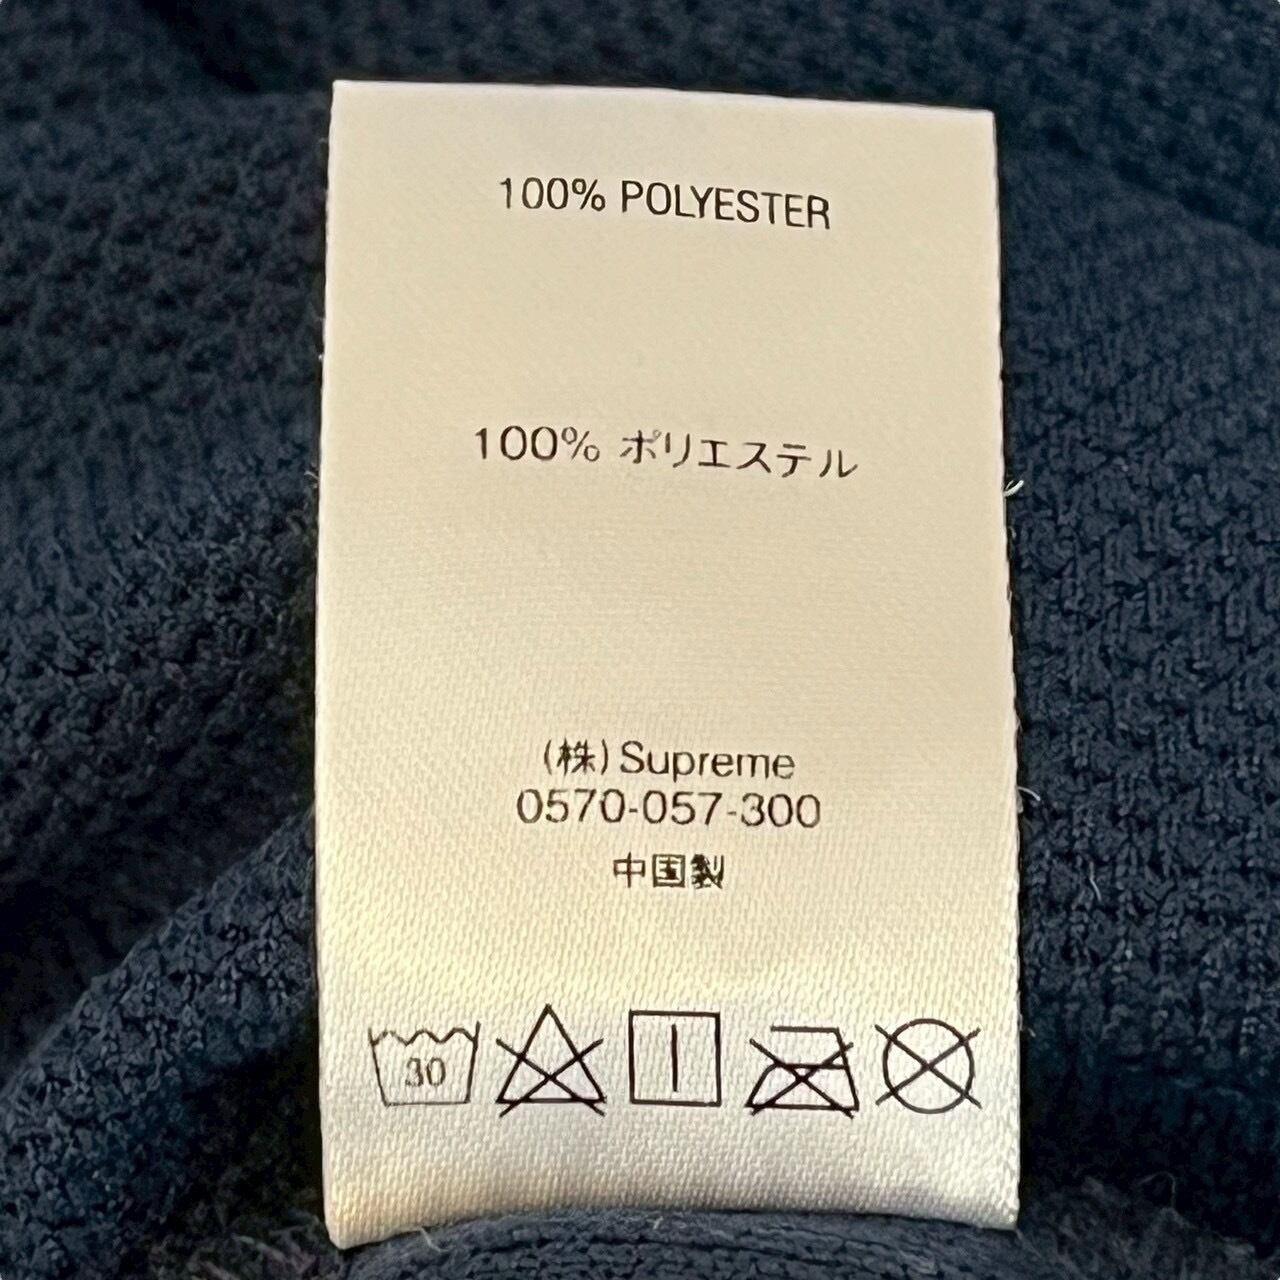 100% POLYESTER
100% ポリエステル
(株)Supreme
0570-057-300
中国製
30